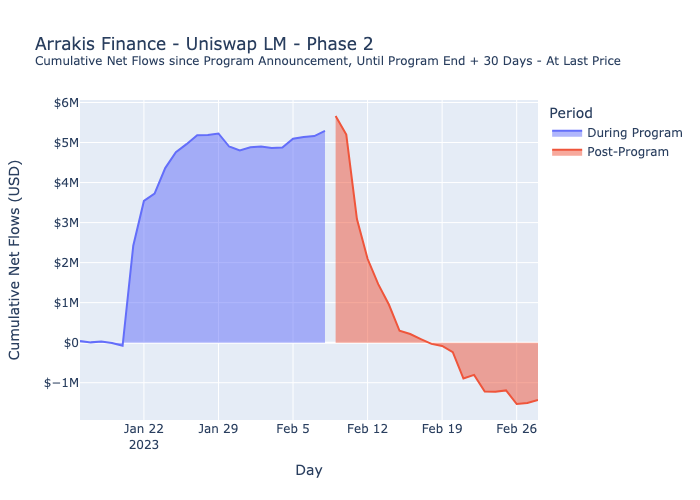 Arrakis Finance - Uniswap LM - Phase 2
Cumulative Net Flows since Program Announcement, Until Program End + 30 Days - At Last Price
Period
During Program
Post-Program
Cumulative Net Flows (USD)
$6M
$5M
$4M
$3M
$2M
$1M
$0
$−1M
Jan 22
2023
Jan 29
Feb 5
Feb 12
Feb 19
Feb 26
Day